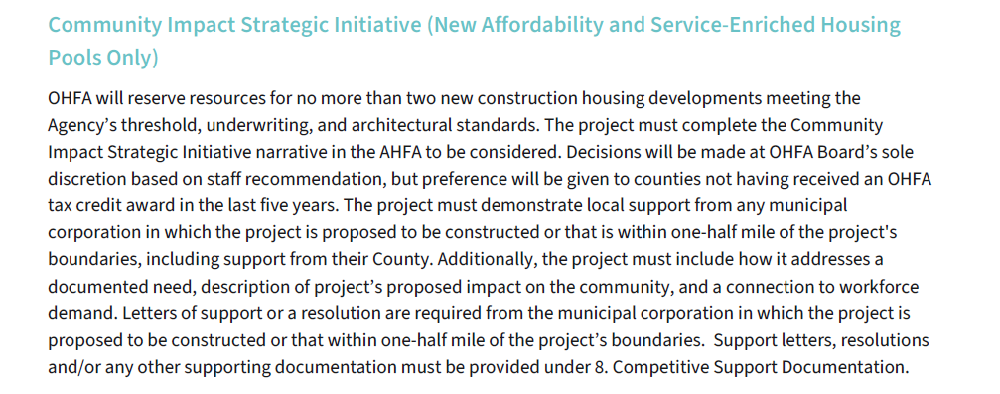 Community Impact Strategic Initiative (New Affordability and Service-Enriched Housing
Pools Only)
OHFA will reserve resources for no more than two new construction housing developments meeting the
Agency’s threshold, underwriting, and architectural standards. The project must complete the Community
Impact Strategic Initiative narrative in the AHFA to be considered. Decisions will be made at OHFA Board’s sole
discretion based on staff recommendation, but preference will be given to counties not having received an OHFA
tax credit award in the last five years. The project must demonstrate local support from any municipal
corporation in which the project is proposed to be constructed or that is within one-half mile of the project's
boundaries, including support from their County. Additionally, the project must include how it addresses a
documented need, description of project’s proposed impact on the community, and a connection to workforce
demand. Letters of support or a resolution are required from the municipal corporation in which the project is
proposed to be constructed or that within one-half mile of the project’s boundaries.  Support letters, resolutions
and/or any other supporting documentation must be provided under 8. Competitive Support Documentation.